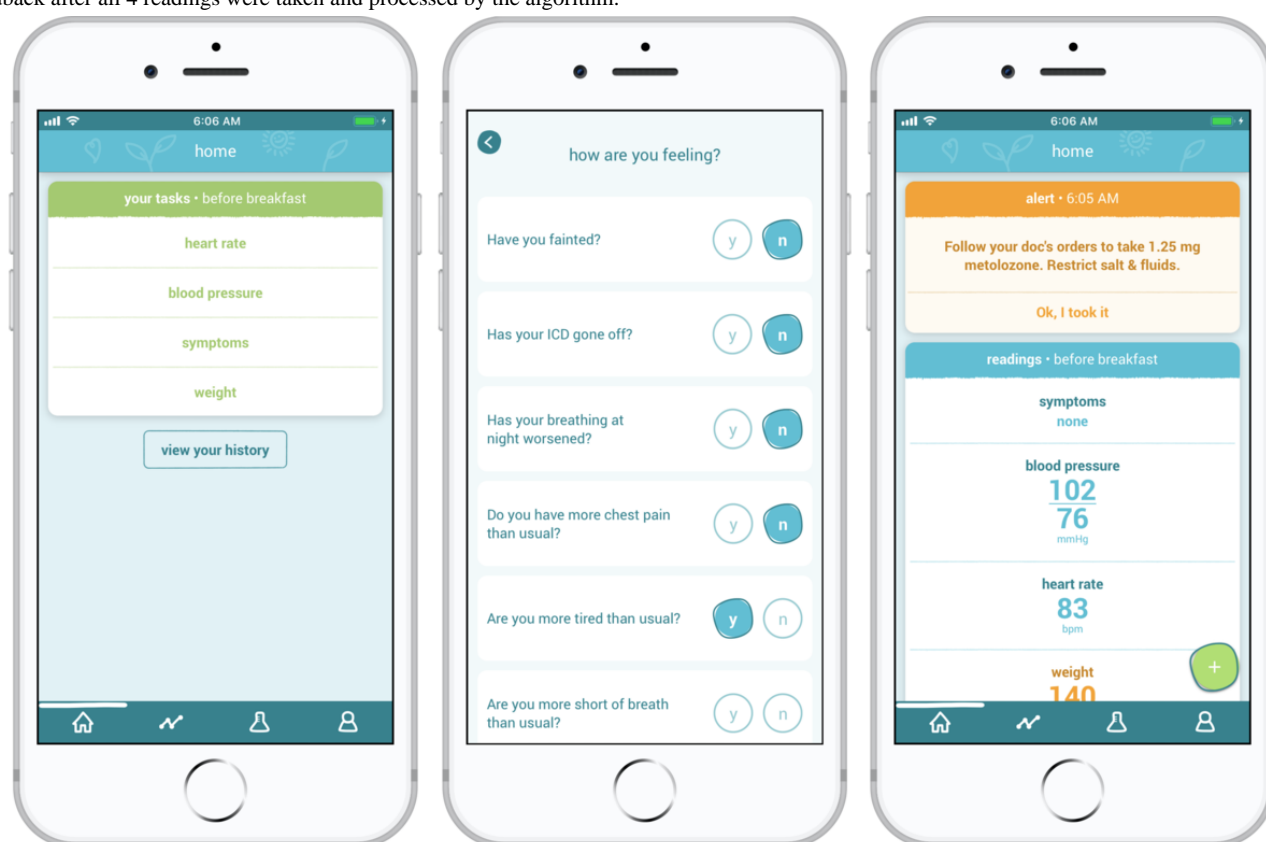 back after all 4 readings were taken and processed by the algorithm.
6:06 AM
home
your tasks • before breakfast
heart rate
blood pressure
symptoms
weight
view your history
how are you feeling?
Have you fainted?
y n
Has your ICD gone off?
y n
Has your breathing at
night worsened?
y n
Do you have more chest pain
than usual?
y n
Are you more tired than usual?
y n
Are you more short of breath
than usual?
y n
6:06 AM
home
alert • 6:05 AM
Follow your doc's orders to take 1.25 mg
metolozone. Restrict salt & fluids.
Ok, I took it
readings • before breakfast
symptoms
none
blood pressure
102
76
mmHg
heart rate
83
bpm
weight
140
+